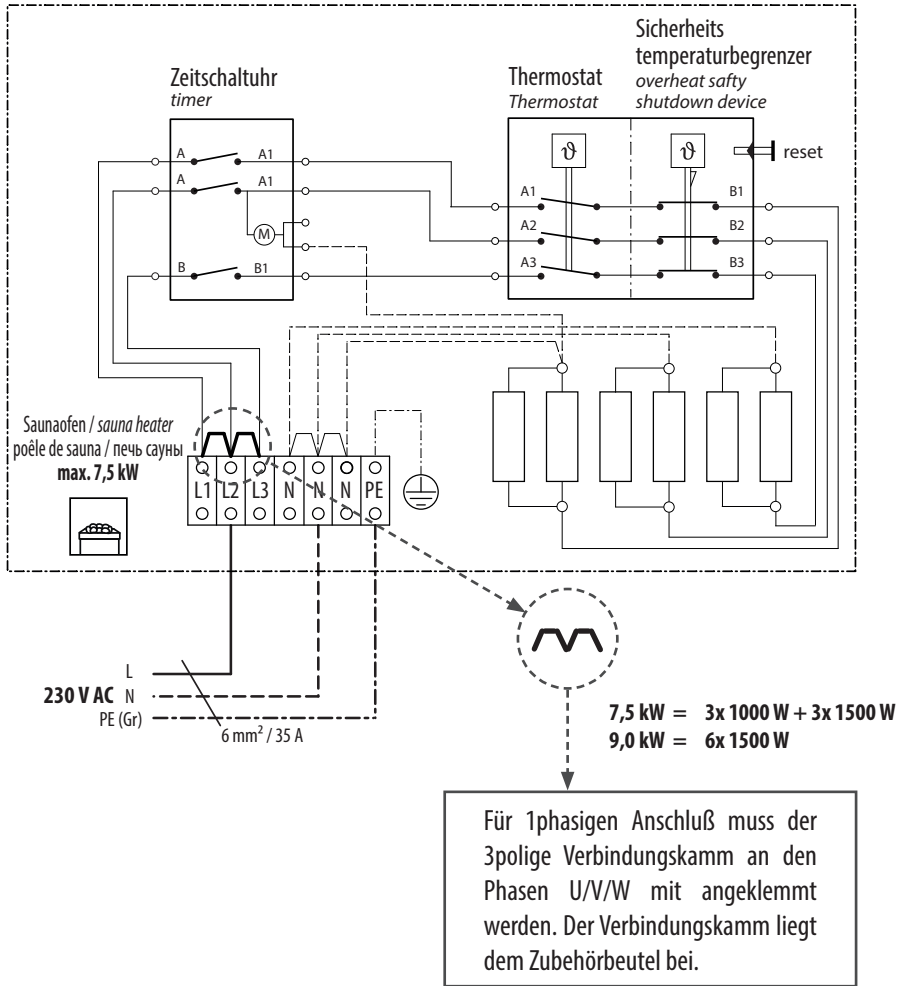 Zeitschaltuhr
timer
Thermostat
Thermostat
Sicherheits
temperaturbegrenzer
overheat safty
shutdown device
reset
A A1
A A1
M
B B1
ϑ ϑ
A1 B1
A2 B2
A3 B3
Saunaofen / sauna heater
poêle de sauna / печь сауны
max. 7,5 kW
L1 L2 L3 N N N PE
L
230 V AC N
PE (Gr)
6 mm² / 35 A
7,5 kW = 3x 1000 W + 3x 1500 W
9,0 kW = 6x 1500 W
Für 1phasigen Anschluß muss der
3polige Verbindungskamm an den
Phasen U/V/W mit angeklemmt
werden. Der Verbindungskamm liegt
dem Zubehörbeutel bei.